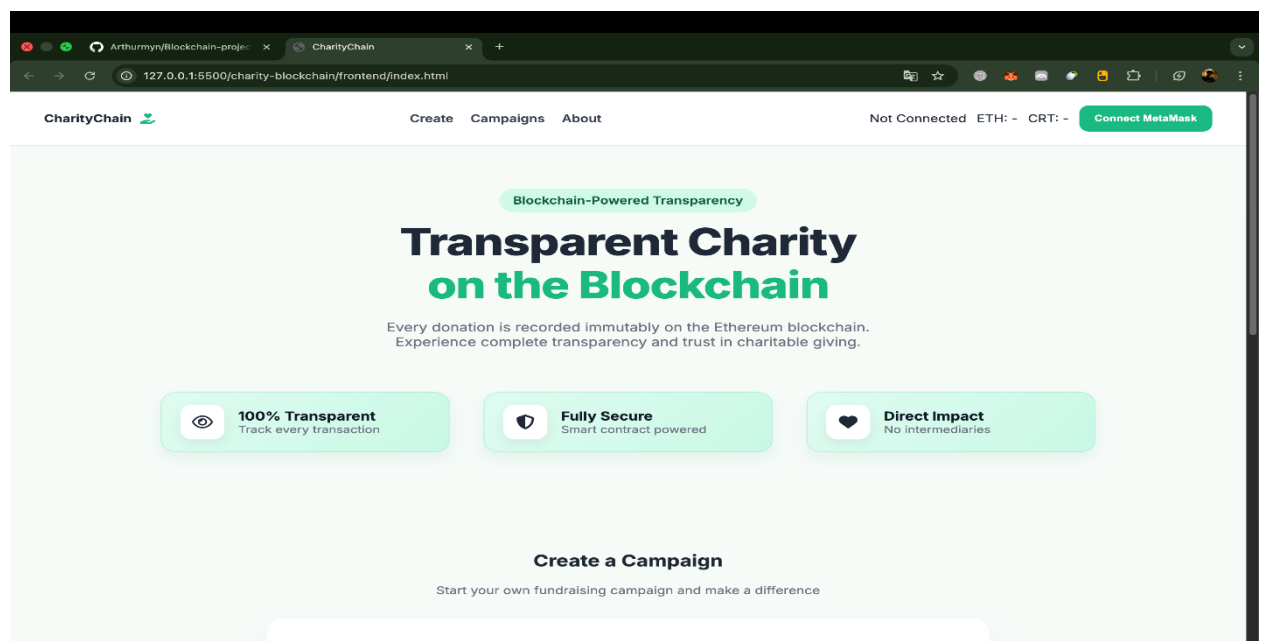 Arthurmyn/Blockchain-projec
CharityChain
127.0.0.1:5500/charity-blockchain/frontend/index.html
CharityChain
Create Campaigns About
Not Connected ETH: - CRT: - Connect MetaMask
Blockchain-Powered Transparency
Transparent Charity
on the Blockchain
Every donation is recorded immutably on the Ethereum blockchain.
Experience complete transparency and trust in charitable giving.
100% Transparent
Track every transaction
Fully Secure
Smart contract powered
Direct Impact
No intermediaries
Create a Campaign
Start your own fundraising campaign and make a difference